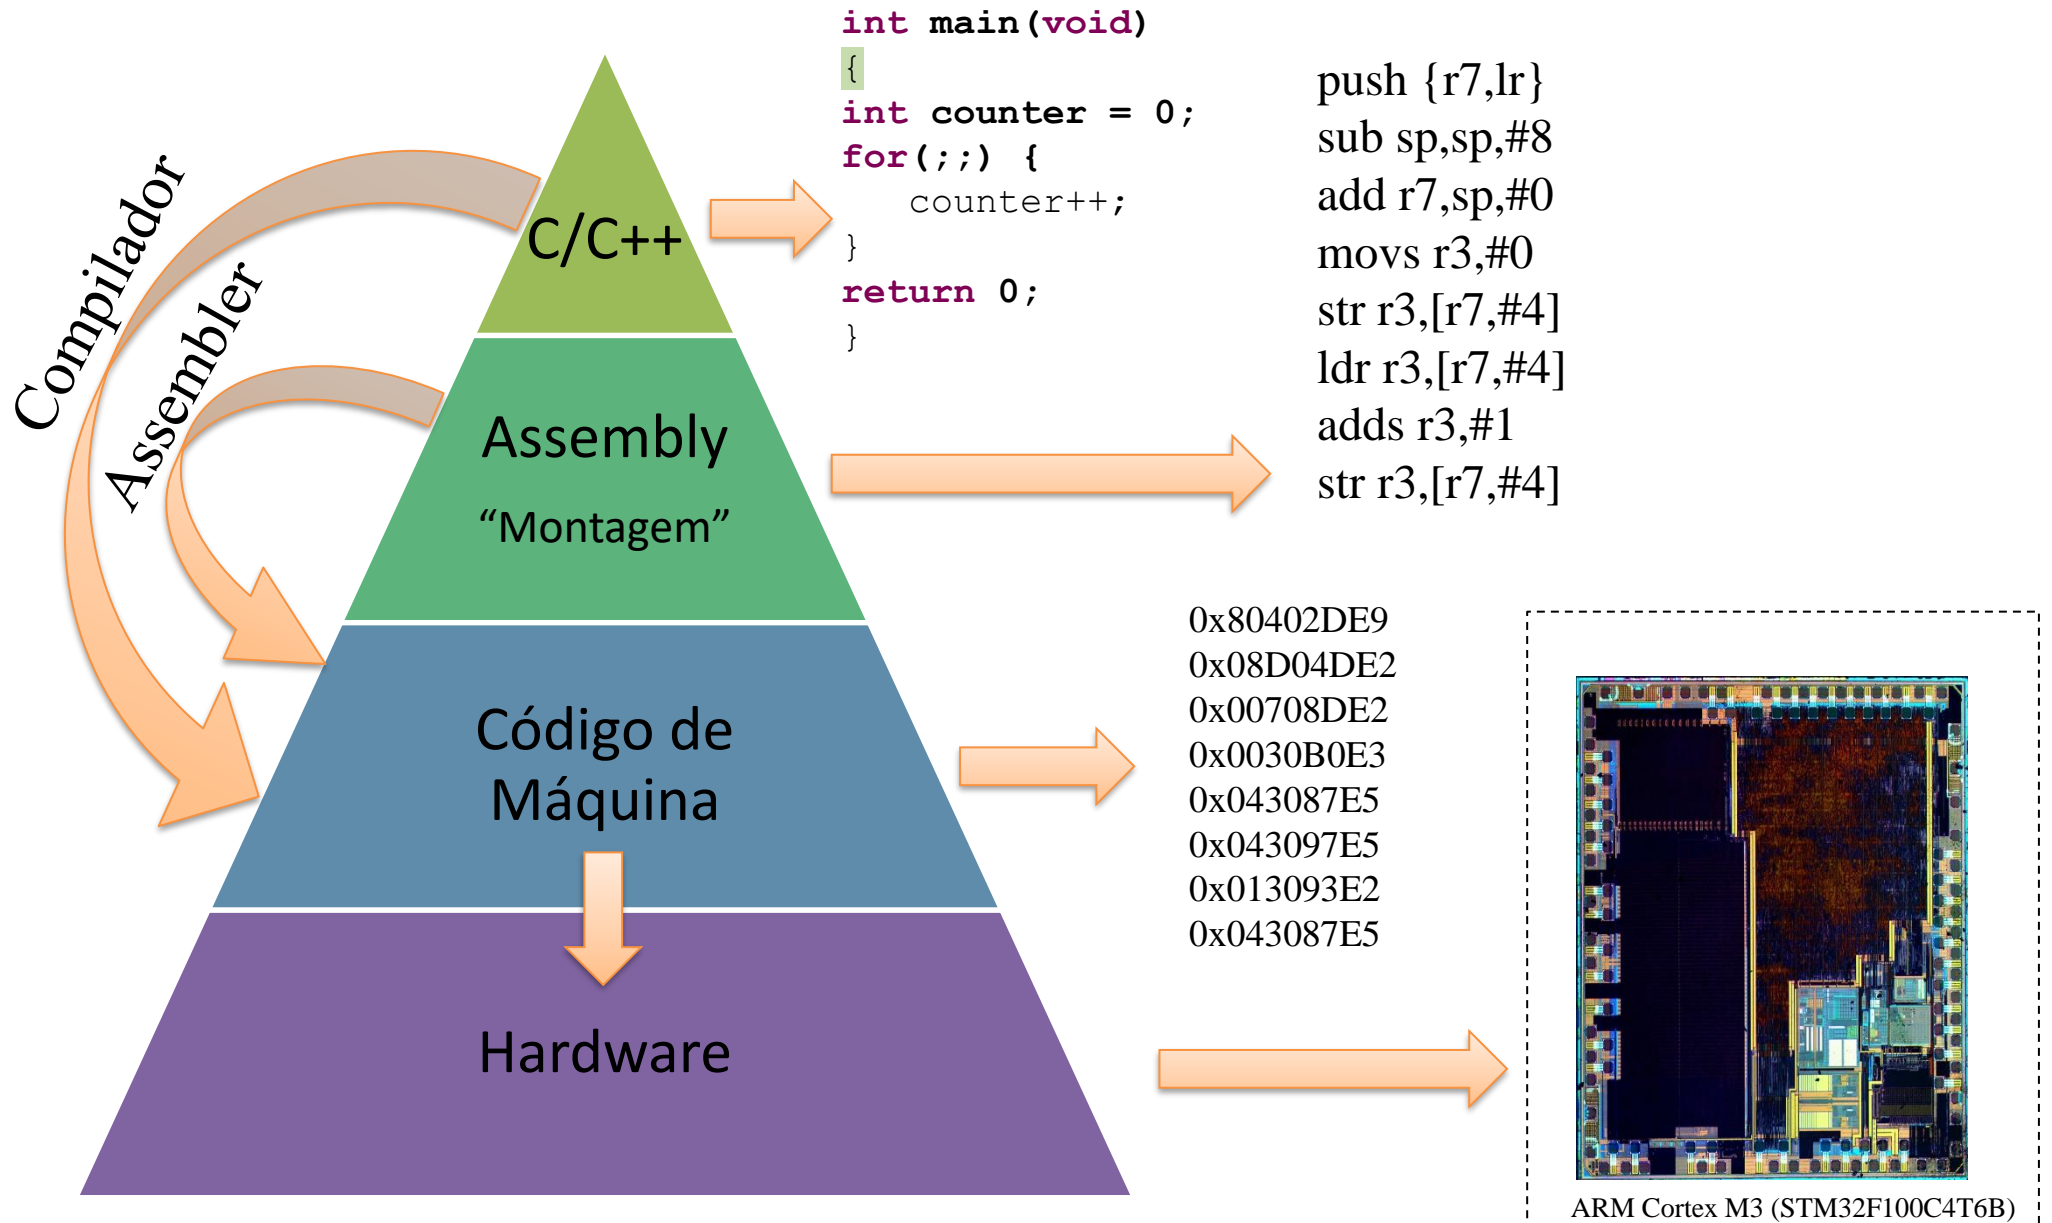 int main(void)
{
int counter = 0;
for(;;) {
counter++;
}
return 0;
}
push {r7,lr}
sub sp,sp,#8
add r7,sp,#0
movs r3,#0
str r3,[r7,#4]
ldr r3,[r7,#4]
adds r3,#1
str r3,[r7,#4]
Compilador
Assembler
C/C++
Assembly
“Montagem”
Código de
Máquina
Hardware
0x80402DE9
0x08D04DE2
0x00708DE2
0x0030B0E3
0x043087E5
0x043097E5
0x013093E2
0x043087E5
ARM Cortex M3 (STM32F100C4T6B)